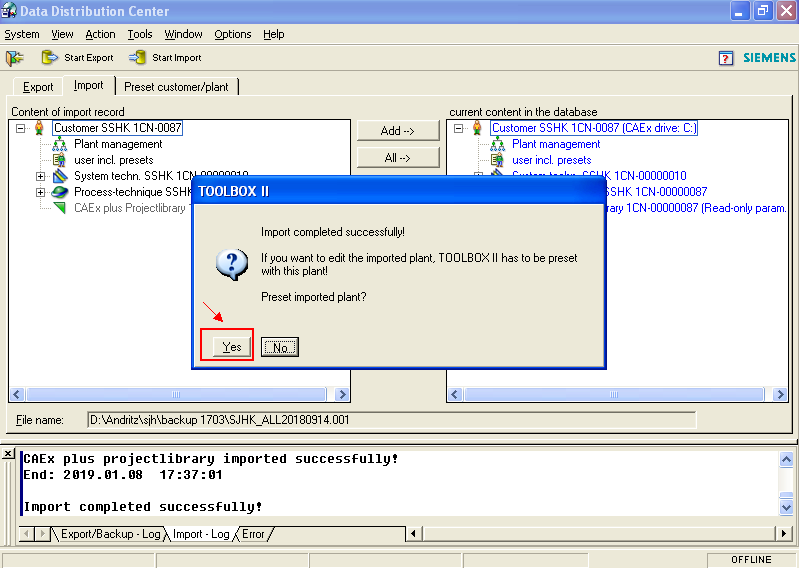 Data Distribution Center
System View Action Tools Window Options Help
Start Export Start Import
SIEMENS
Export Import Preset customer/plant
Content of import record
Customer SSHK 1CN-0087
Plant management
user incl. presets
System techn. SSHK 1CN-00000010
Process-technique SSHK
CAEx plus Projectlibrary 1
Add -->
All -->
current content in the database
Customer SSHK 1CN-0087 (CAEx drive: C:)
Plant management
user incl. presets
System techn. SSHK 1CN-00000010
SSHK 1CN-00000087
rary 1CN-00000087 (Read-only param.
TOOLBOX II
Import completed successfully!
If you want to edit the imported plant, TOOLBOX II has to be preset
with this plant!
Preset imported plant?
Yes No
File name: D:\Andritz\sjh\backup 1703\SJHK_ALL20180914.001
CAEx plus projectlibrary imported successfully!
End: 2019.01.08 17:37:01
Import completed successfully!
Export/Backup - Log Import - Log Error
OFFLINE